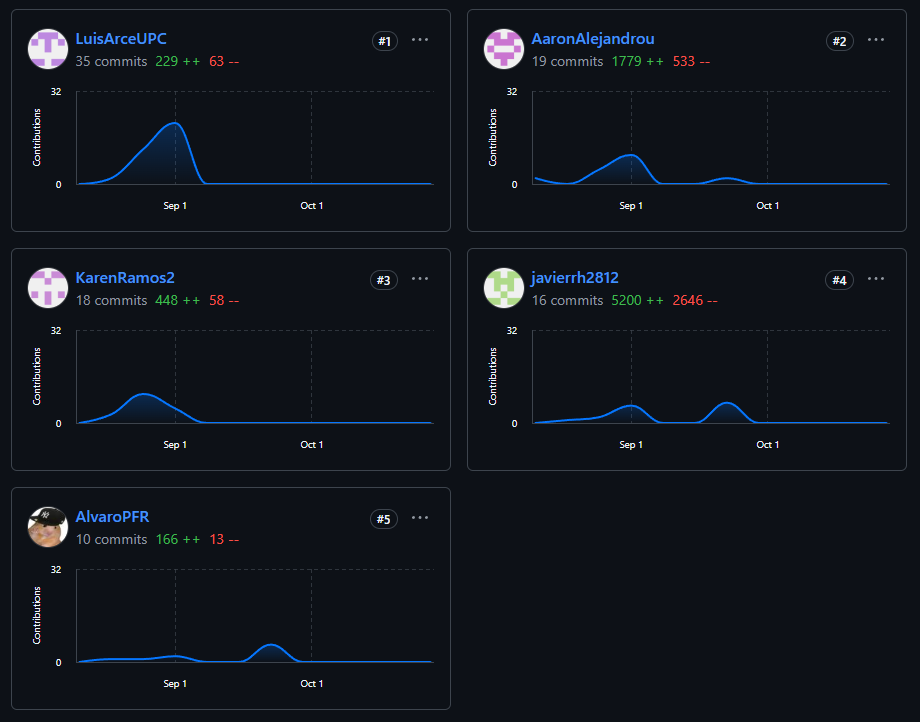 LuisArceUPC #1 ···
35 commits 229 ++ 63 --
32
Contributions
0
Sep 1 Oct 1
AaronAlejandrou #2 ···
19 commits 1779 ++ 533 --
32
Contributions
0
Sep 1 Oct 1
KarenRamos2 #3 ···
18 commits 448 ++ 58 --
32
Contributions
0
Sep 1 Oct 1
javierrh2812 #4 ···
16 commits 5200 ++ 2646 --
32
Contributions
0
Sep 1 Oct 1
AlvaroPFR #5 ···
10 commits 166 ++ 13 --
32
Contributions
0
Sep 1 Oct 1